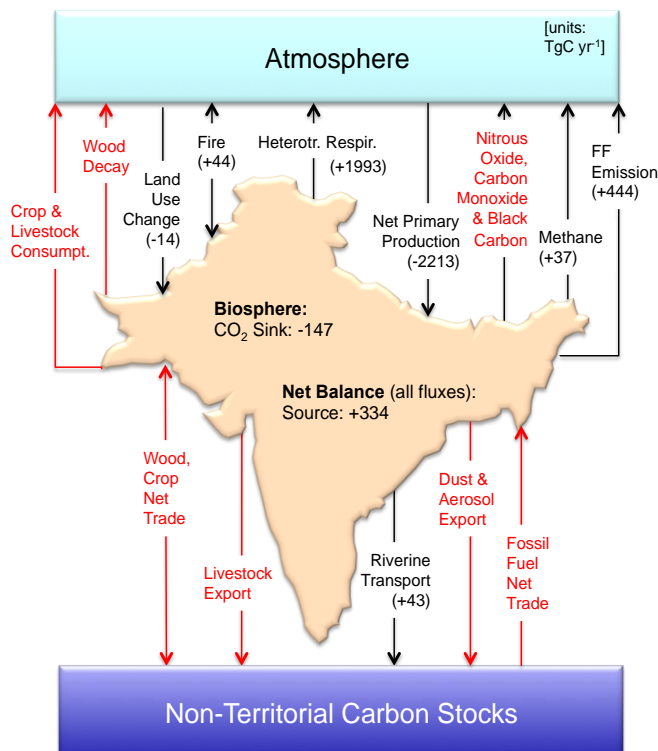 Atmosphere
[units:
TgC yr⁻¹]
Crop &
Livestock
Consumpt.
Wood
Decay
Land
Use
Change
(-14)
Fire
(+44)
Heterotr. Respir.
(+1993)
Net Primary
Production
(-2213)
Nitrous
Oxide,
Carbon
Monoxide
& Black
Carbon
Methane
(+37)
FF
Emission
(+444)
Biosphere:
CO₂ Sink: -147
Net Balance (all fluxes):
Source: +334
Wood,
Crop
Net
Trade
Livestock
Export
Riverine
Transport
(+43)
Dust &
Aerosol
Export
Fossil
Fuel
Net
Trade
Non-Territorial Carbon Stocks